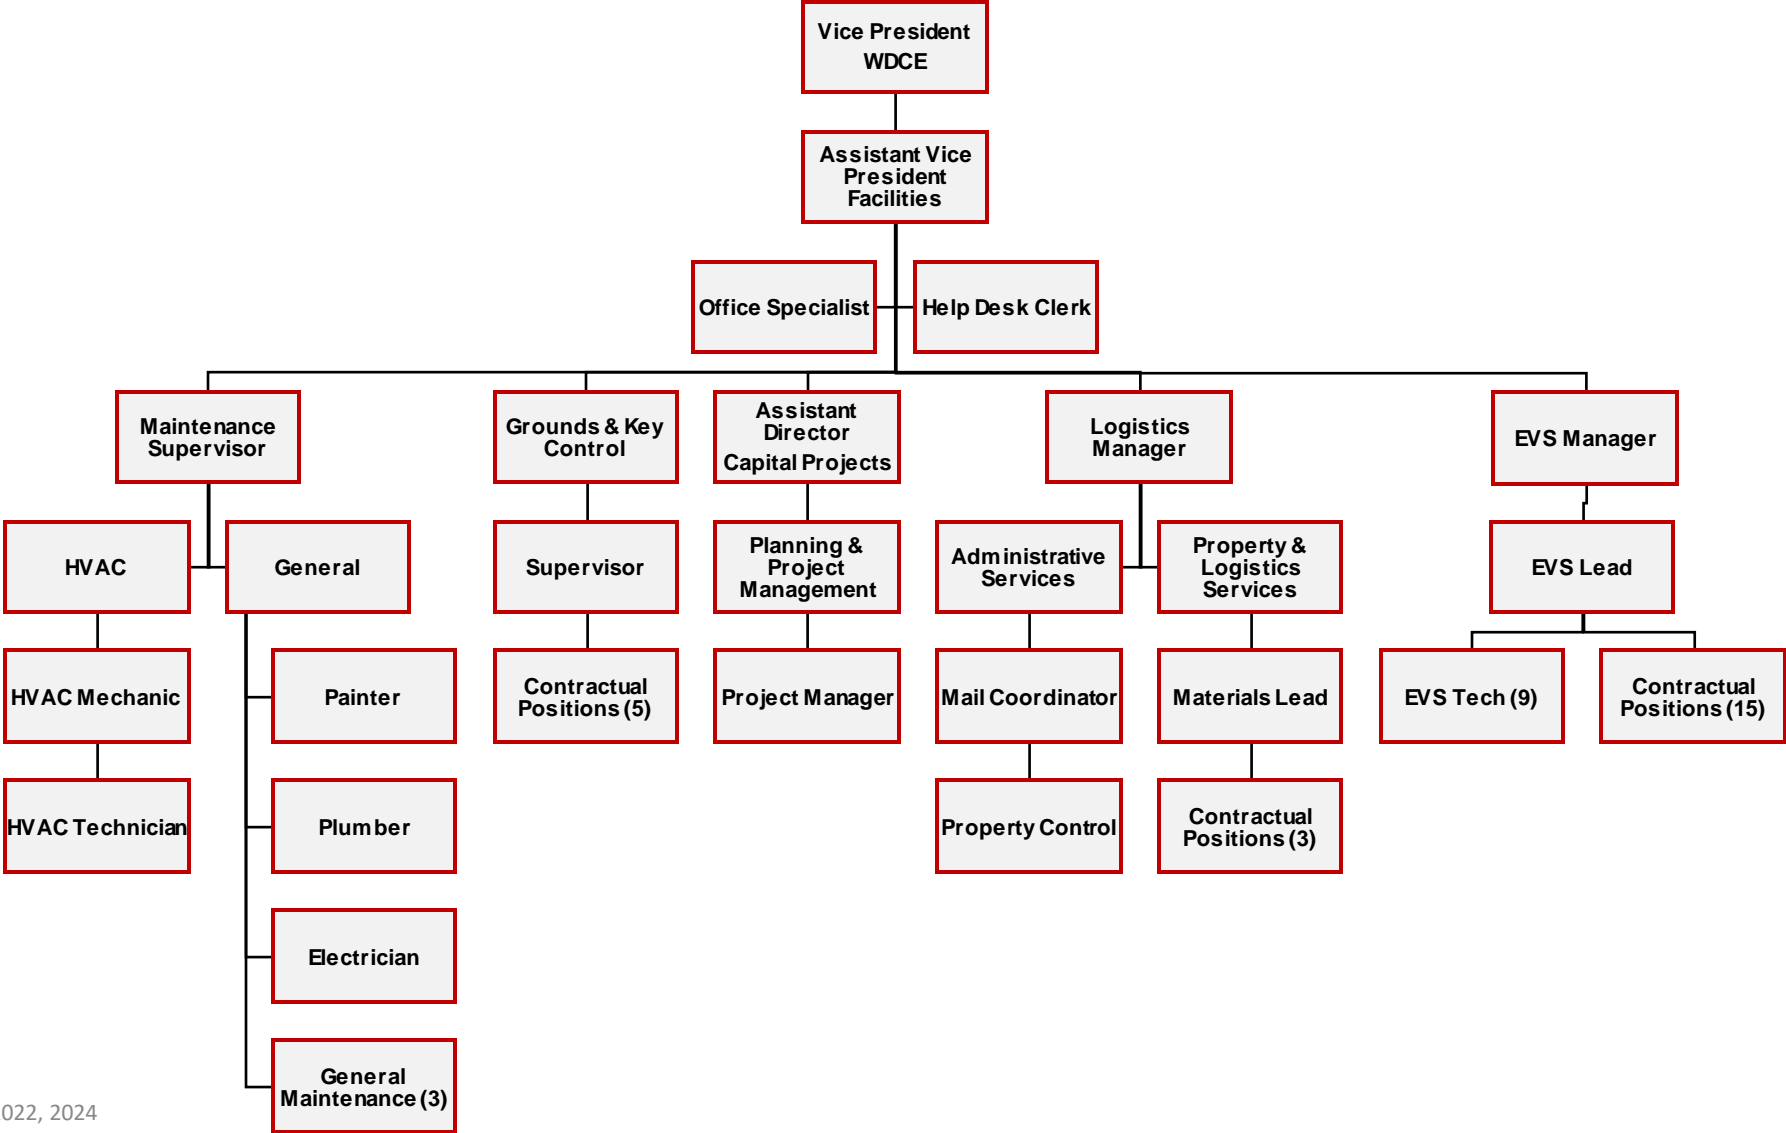 Vice President
WDCE
Assistant Vice
President
Facilities
Office Specialist
Help Desk Clerk
Maintenance
Supervisor
Grounds & Key
Control
Assistant
Director
Capital Projects
Logistics
Manager
EVS Manager
HVAC
General
Supervisor
Planning &
Project
Management
Administrative
Services
Property &
Logistics
Services
EVS Lead
HVAC Mechanic
Painter
Contractual
Positions (5)
Project Manager
Mail Coordinator
Materials Lead
EVS Tech (9)
Contractual
Positions (15)
HVAC Technician
Plumber
Property Control
Contractual
Positions (3)
Electrician
General
Maintenance (3)
022, 2024